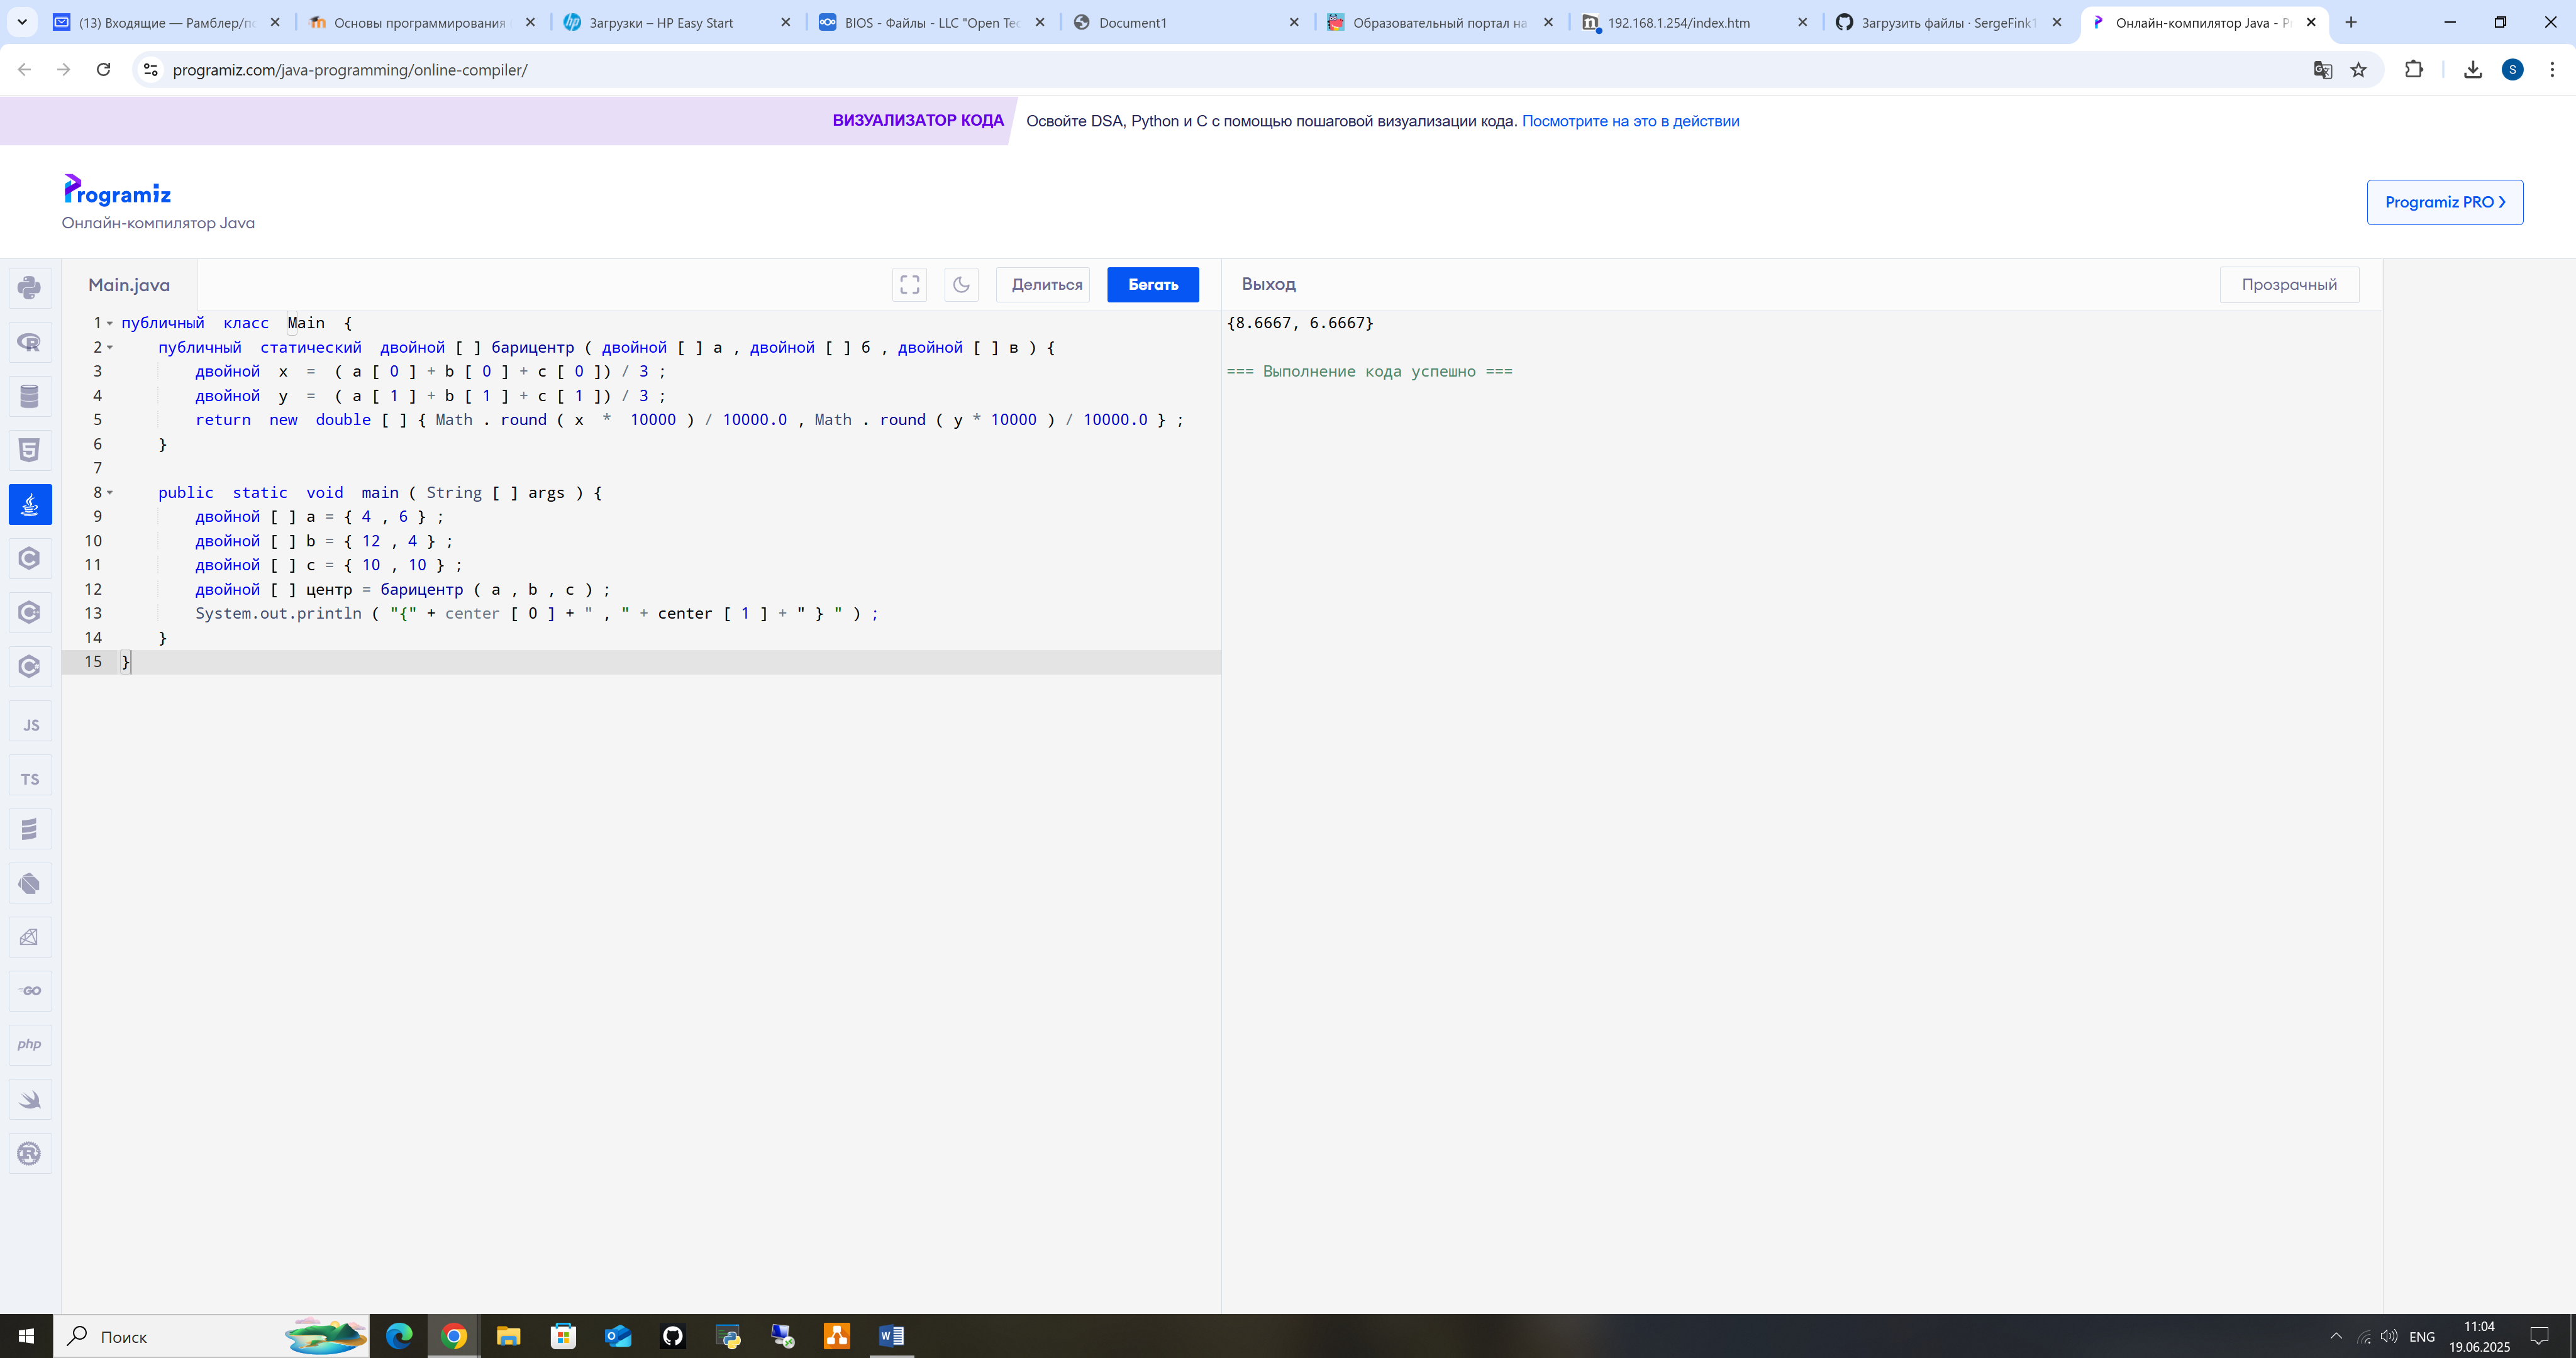 (13) Входящие — Рамблер/по
Основы программирования
Загрузки – HP Easy Start
BIOS - Файлы - LLC "Open Tec
Document1
Образовательный портал на
192.168.1.254/index.htm
Загрузить файлы · SergeFink1
Онлайн-компилятор Java - P
programiz.com/java-programming/online-compiler/
S
ВИЗУАЛИЗАТОР КОДА Освойте DSA, Python и C с помощью пошаговой визуализации кода. Посмотрите на это в действии
Programiz
Онлайн-компилятор Java
Programiz PRO
Main.java
Делиться
Бегать
Выход
Прозрачный
1 публичный класс Main {
2 публичный статический двойной [ ] барицентр ( двойной [ ] а , двойной [ ] б , двойной [ ] в ) {
3 двойной x = ( a [ 0 ] + b [ 0 ] + c [ 0 ]) / 3 ;
4 двойной y = ( a [ 1 ] + b [ 1 ] + c [ 1 ]) / 3 ;
5 return new double [ ] { Math . round ( x * 10000 ) / 10000.0 , Math . round ( y * 10000 ) / 10000.0 } ;
6 }
7
8 public static void main ( String [ ] args ) {
9 двойной [ ] a = { 4 , 6 } ;
10 двойной [ ] b = { 12 , 4 } ;
11 двойной [ ] c = { 10 , 10 } ;
12 двойной [ ] центр = барицентр ( a , b , c ) ;
13 System.out.println ( "{" + center [ 0 ] + " , " + center [ 1 ] + " } " ) ;
14 }
15 }
{8.6667, 6.6667}
=== Выполнение кода успешно ===
JS
TS
GO
php
Поиск
ENG
11:04
19.06.2025